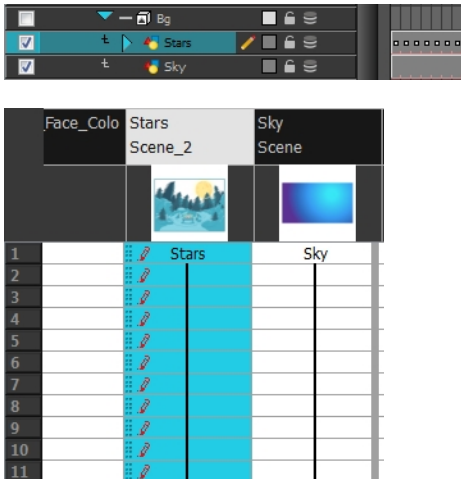 Bg
Stars
Sky
_Face_Colo
Stars
Scene_2
Sky
Scene
1 Stars Sky
2
3
4
5
6
7
8
9
10
11